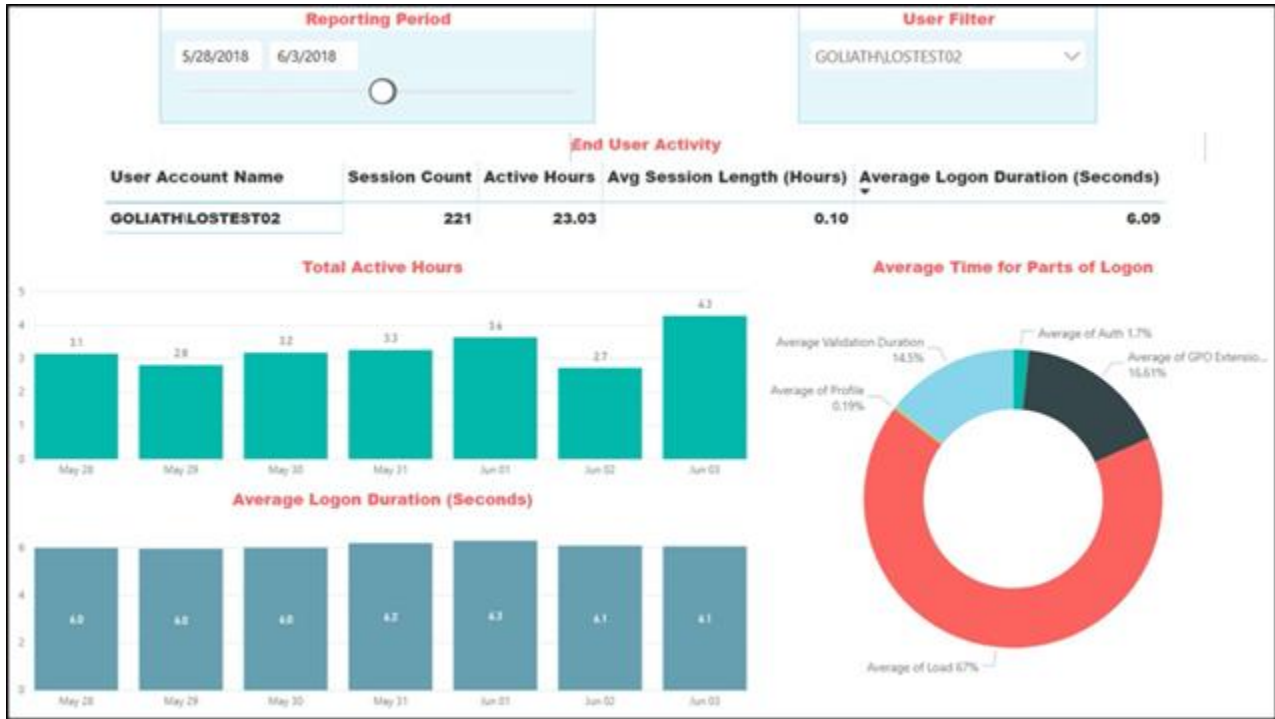 Reporting Period
User Filter
5/28/2018 6/3/2018
GOLIATH\LOSTEST02
End User Activity
User Account Name Session Count Active Hours Avg Session Length (Hours) Average Logon Duration (Seconds)
GOLIATH\LOSTEST02 221 23.03 0.10 6.09
Total Active Hours
5
4
3
2
1
0
3.1
2.8
3.2
3.3
3.6
2.7
4.3
May 28 May 29 May 30 May 31 Jun 01 Jun 02 Jun 03
Average Logon Duration (Seconds)
6
4
2
0
6.0 6.0 6.0 6.2 6.3 6.1 6.1
May 28 May 29 May 30 May 31 Jun 01 Jun 02 Jun 03
Average Time for Parts of Logon
Average Validation Duration
14.5%
Average of Auth 1.7%
Average of GPO Extensio...
16.61%
Average of Profile
0.19%
Average of Load 67%